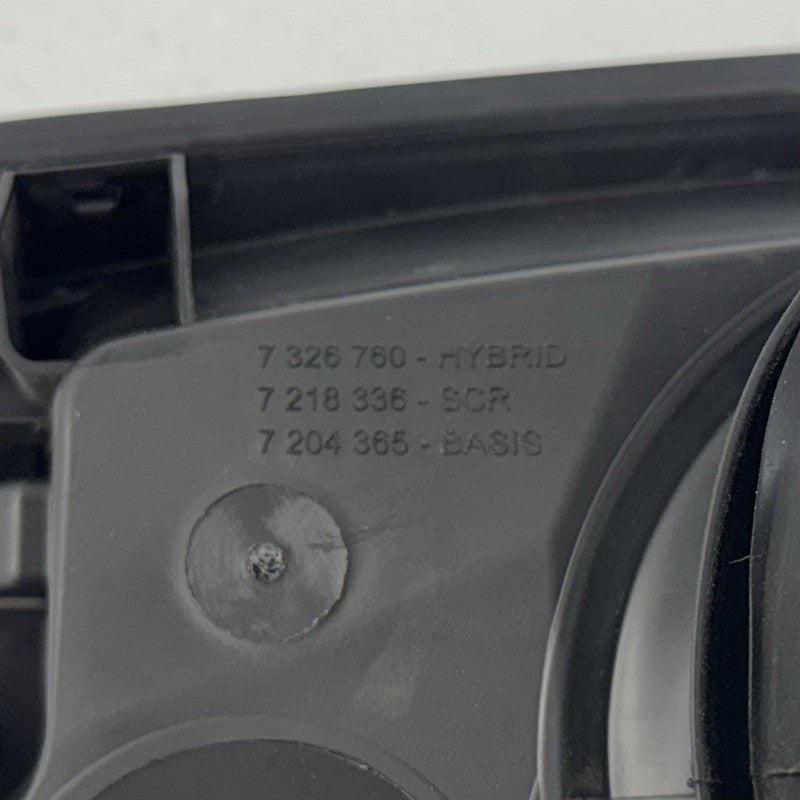 7 326 760 - HYBRID
7 218 336 - SCR
7 204 365 - BASIS